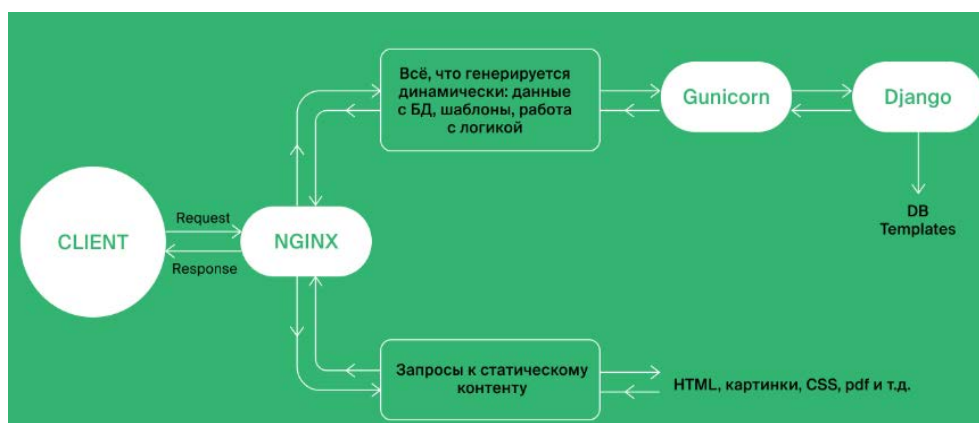 Всё, что генерируется
динамически: данные
с БД, шаблоны, работа
с логикой
Gunicorn
Django
Request
CLIENT
NGINX
Response
DB
Templates
Запросы к статическому
контенту
HTML, картинки, CSS, pdf и т.д.